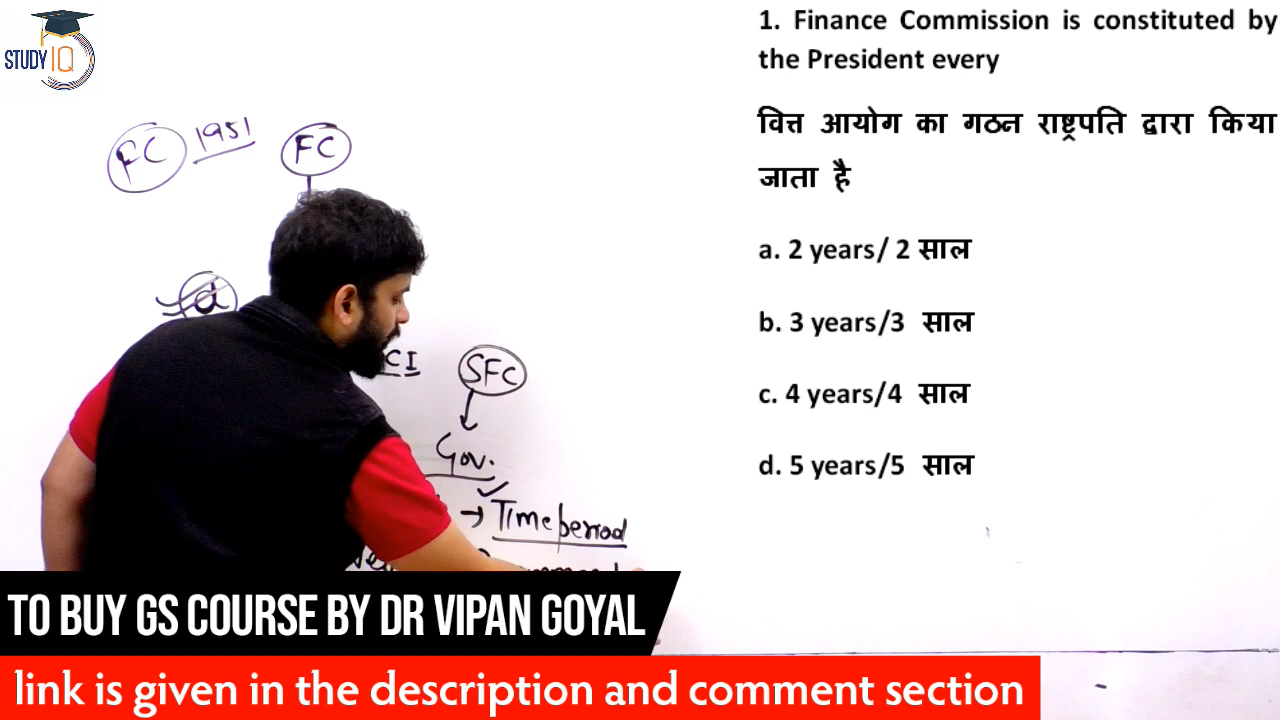 STUDY IQ
1. Finance Commission is constituted by
the President every
वित्त आयोग का गठन राष्ट्रपति द्वारा किया
जाता है
a. 2 years/ 2 साल
b. 3 years/3 साल
c. 4 years/4 साल
d. 5 years/5 साल
FC 1951
FC
d
CI
SFC
Gov.
→ Time period
TO BUY GS COURSE BY DR VIPAN GOYAL
link is given in the description and comment section